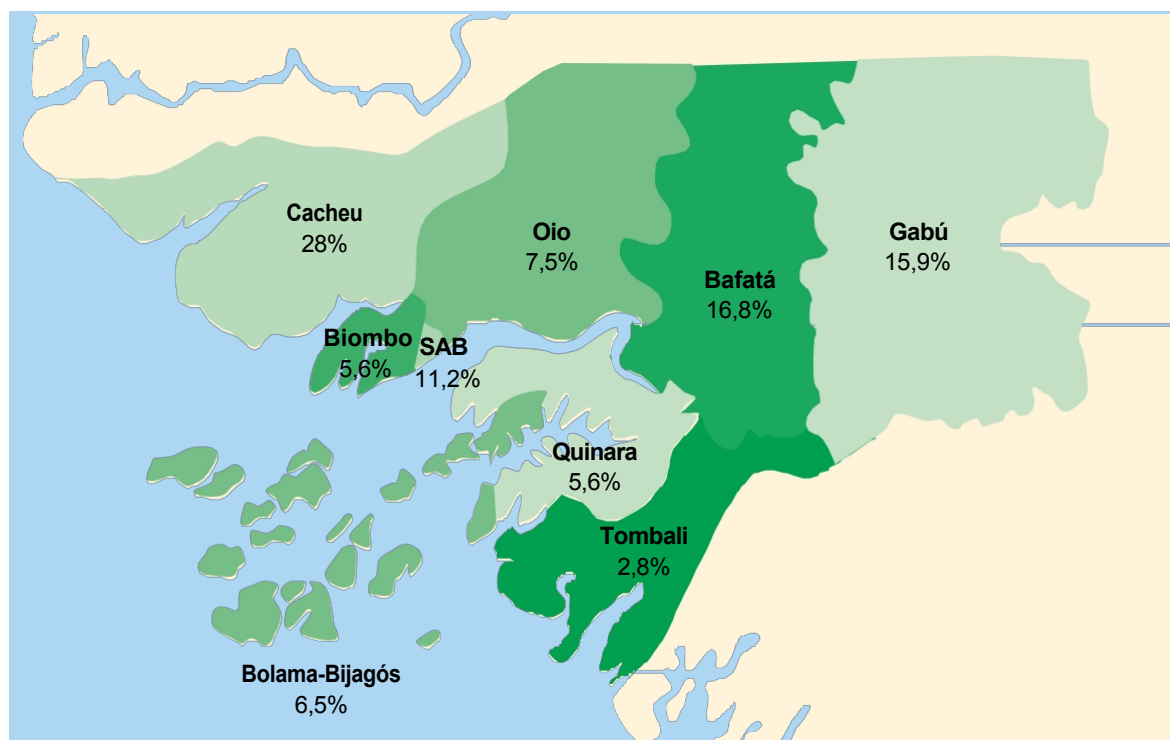 Cacheu
28%
Oio
7,5%
Gabú
15,9%
Bafatá
16,8%
Biombo
5,6%
SAB
11,2%
Quinara
5,6%
Tombali
2,8%
Bolama-Bijagós
6,5%